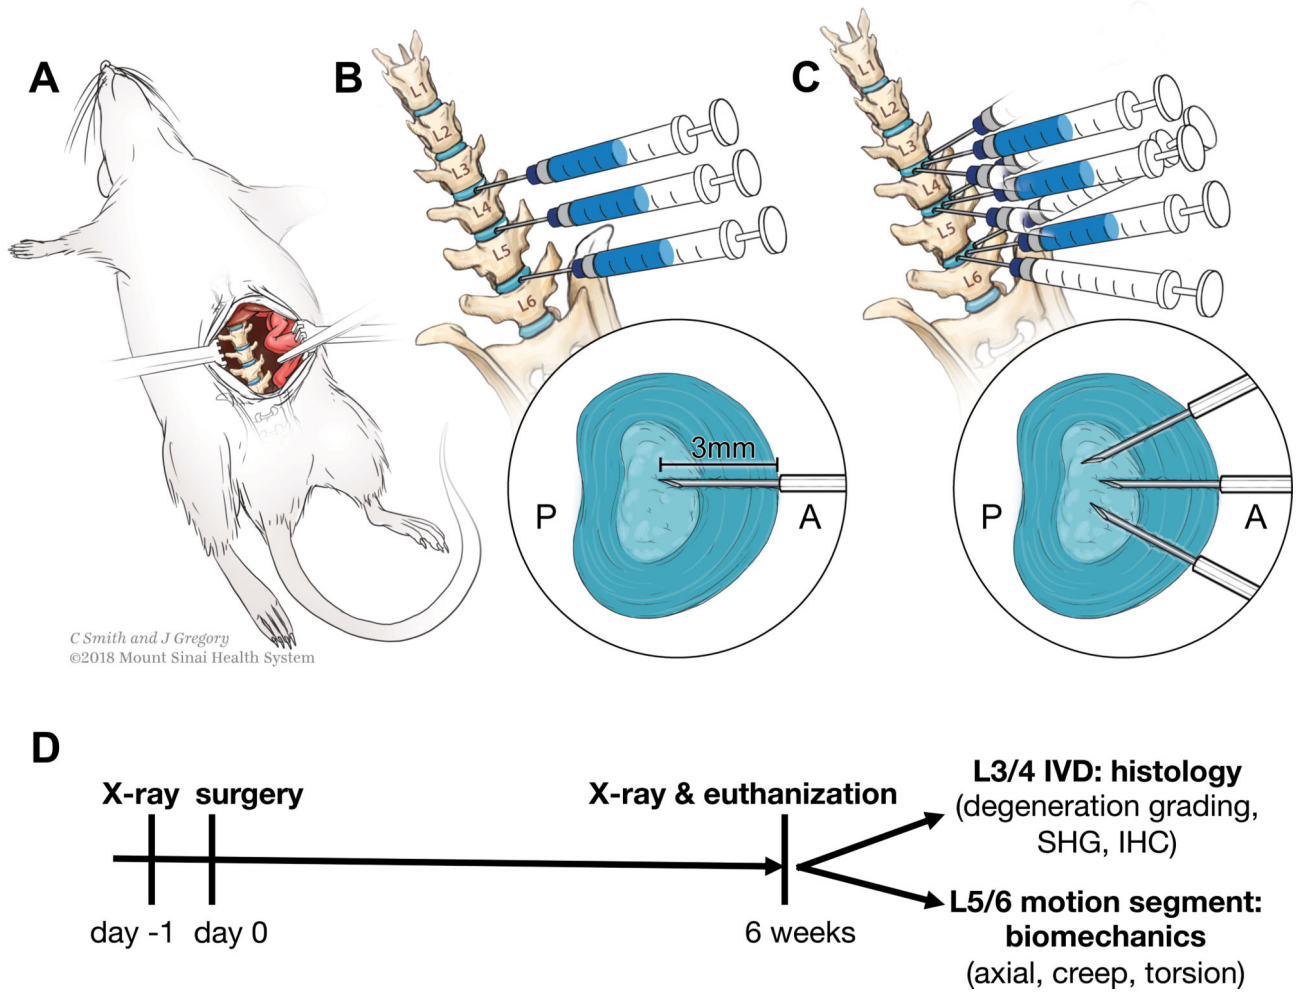 A
B
C
L1
L2
L3
L4
L5
L6
L1
L2
L3
L4
L5
L6
3mm
P
A
P
A
C Smith and J Gregory
©2018 Mount Sinai Health System
D
X-ray surgery
X-ray & euthanization
day -1 day 0
6 weeks
L3/4 IVD: histology
(degeneration grading,
SHG, IHC)
L5/6 motion segment:
biomechanics
(axial, creep, torsion)